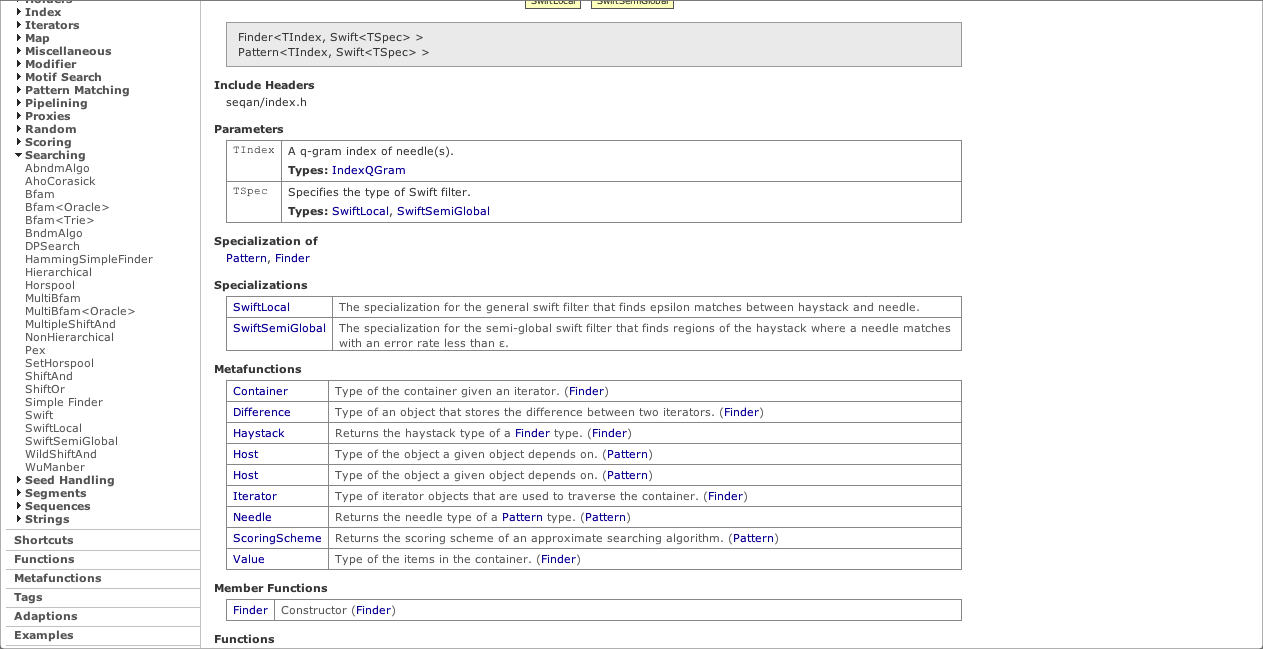 Holders
Index
Iterators
Map
Miscellaneous
Modifier
Motif Search
Pattern Matching
Pipelining
Proxies
Random
Scoring
Searching
AbndmAlgo
AhoCorasick
Bfam
Bfam<Oracle>
Bfam<Trie>
BndmAlgo
DPSearch
HammingSimpleFinder
Hierarchical
Horspool
MultiBfam
MultiBfam<Oracle>
MultipleShiftAnd
NonHierarchical
Pex
SetHorspool
ShiftAnd
ShiftOr
Simple Finder
Swift
SwiftLocal
SwiftSemiGlobal
WildShiftAnd
WuManber
Seed Handling
Segments
Sequences
Strings
Shortcuts
Functions
Metafunctions
Tags
Adaptions
Examples
SwiftLocal SwiftSemiGlobal
Finder<TIndex, Swift<TSpec> >
Pattern<TIndex, Swift<TSpec> >
Include Headers
seqan/index.h
Parameters
TIndex A q-gram index of needle(s).
Types: IndexQGram
TSpec Specifies the type of Swift filter.
Types: SwiftLocal, SwiftSemiGlobal
Specialization of
Pattern, Finder
Specializations
SwiftLocal The specialization for the general swift filter that finds epsilon matches between haystack and needle.
SwiftSemiGlobal The specialization for the semi-global swift filter that finds regions of the haystack where a needle matches
with an error rate less than ε.
Metafunctions
Container Type of the container given an iterator. (Finder)
Difference Type of an object that stores the difference between two iterators. (Finder)
Haystack Returns the haystack type of a Finder type. (Finder)
Host Type of the object a given object depends on. (Pattern)
Host Type of the object a given object depends on. (Pattern)
Iterator Type of iterator objects that are used to traverse the container. (Finder)
Needle Returns the needle type of a Pattern type. (Pattern)
ScoringScheme Returns the scoring scheme of an approximate searching algorithm. (Pattern)
Value Type of the items in the container. (Finder)
Member Functions
Finder Constructor (Finder)
Functions